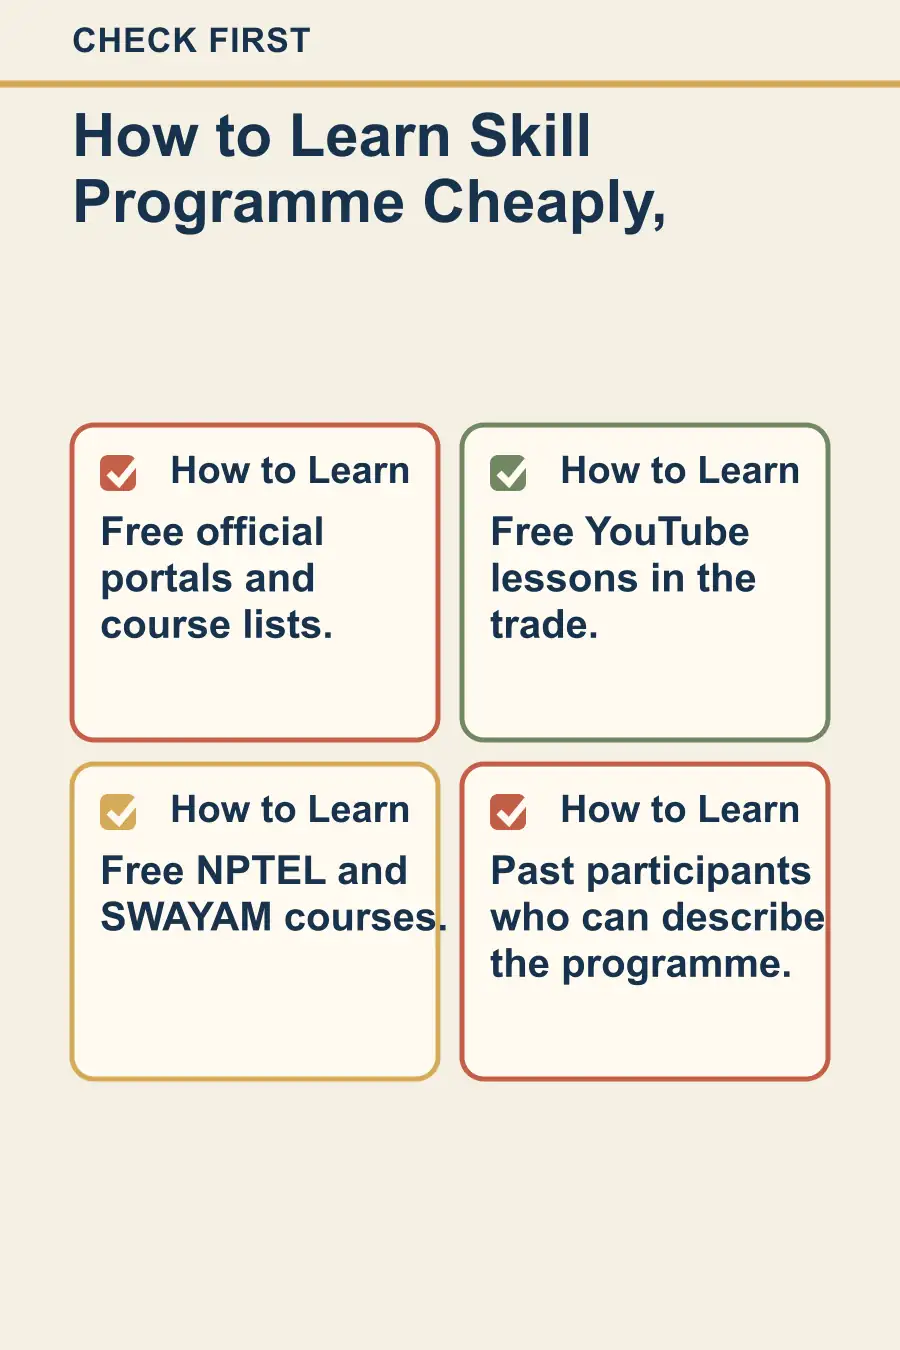 CHECK FIRST
How to Learn Skill
Programme Cheaply,
How to Learn
Free official
portals and
course lists.
How to Learn
Free YouTube
lessons in the
trade.
How to Learn
Free NPTEL and
SWAYAM courses.
How to Learn
Past participants
who can describe
the programme.